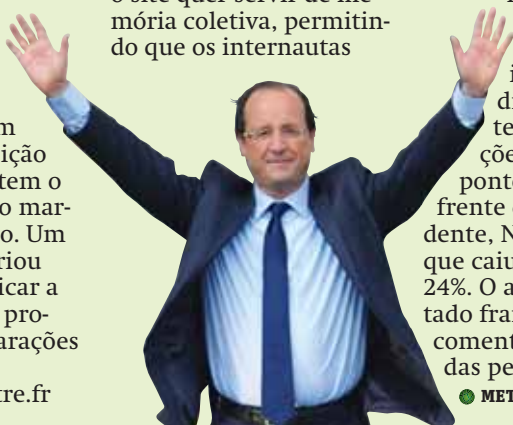 m
ição
tem o
o mar-
o. Um
riou
icar a
pro-
arações
tre.fr
o site quer servir de me-
mória coletiva, permitin-
do que os internautas
i
di
te
çõe
ponto
frente
dente, N
que caiu
24%. O a
tado fran
coment
das pe
MET